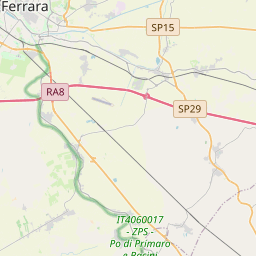 Ferrara
SP15
RA8
SP29
IT4060017
- ZPS -
Po di Primaro
e Bacini